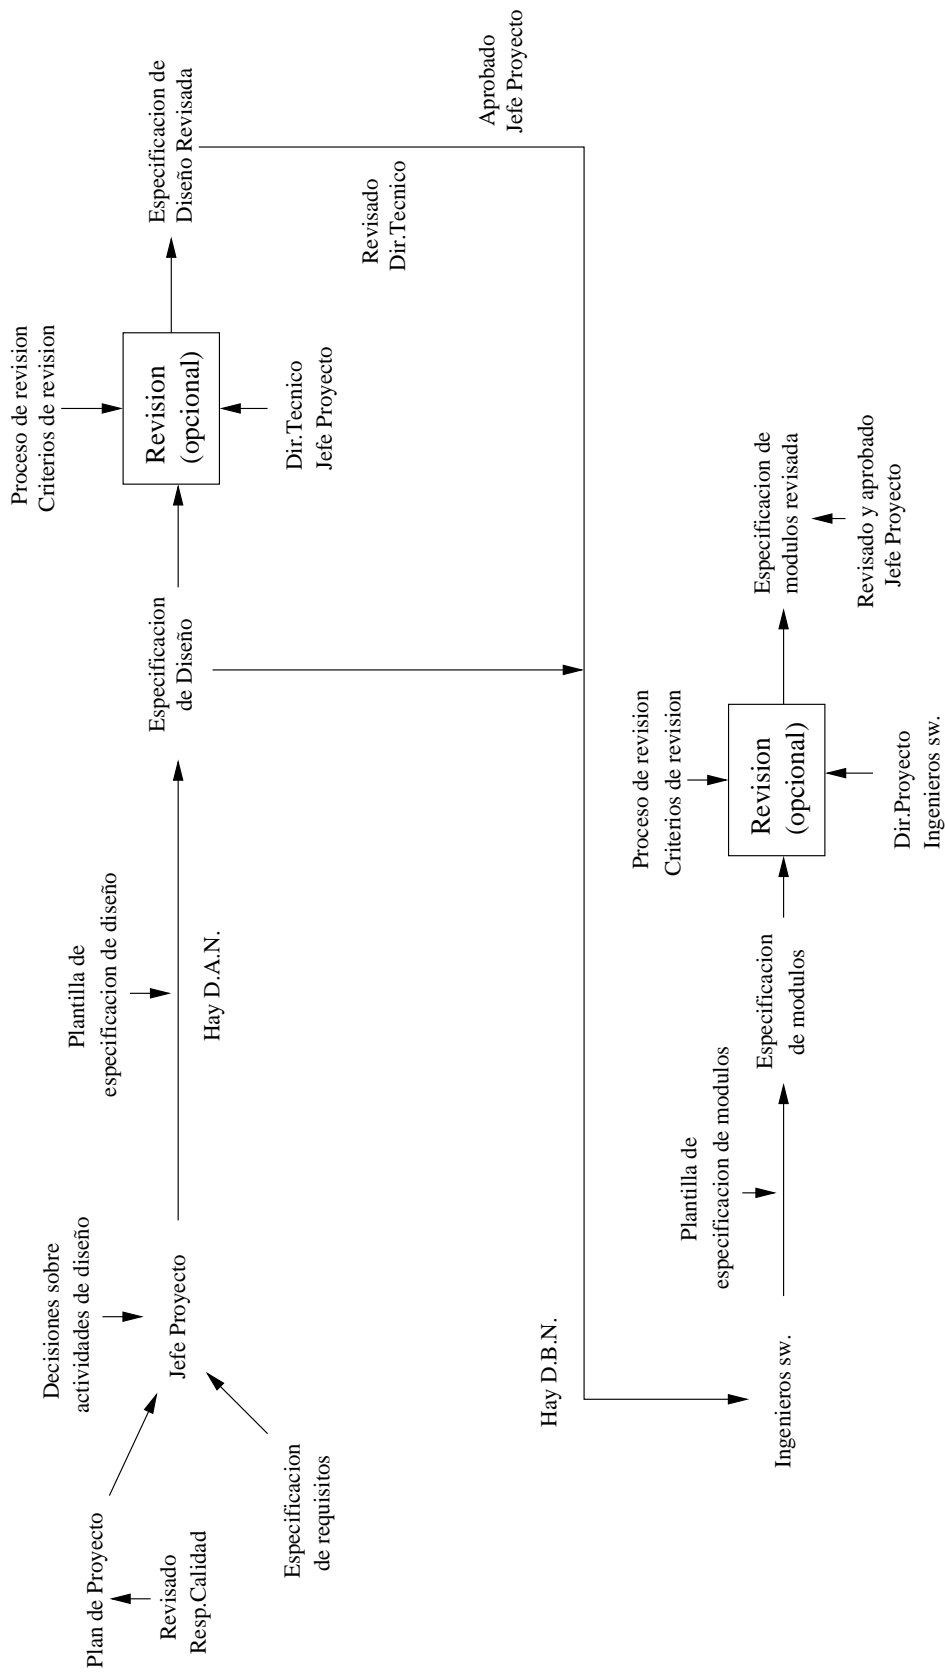 Plan de Proyecto
Revisado
Resp.Calidad
Especificacion
de requisitos
Decisiones sobre
actividades de diseño
Jefe Proyecto
Plantilla de
especificacion de diseño
Hay D.A.N.
Especificacion
de Diseño
Proceso de revision
Criterios de revision
Revision
(opcional)
Dir.Tecnico
Jefe Proyecto
Especificacion de
Diseño Revisada
Revisado
Dir.Tecnico
Aprobado
Jefe Proyecto
Hay D.B.N.
Ingenieros sw.
Plantilla de
especificacion de modulos
Especificacion
de modulos
Proceso de revision
Criterios de revision
Revision
(opcional)
Dir.Proyecto
Ingenieros sw.
Especificacion de
modulos revisada
Revisado y aprobado
Jefe Proyecto